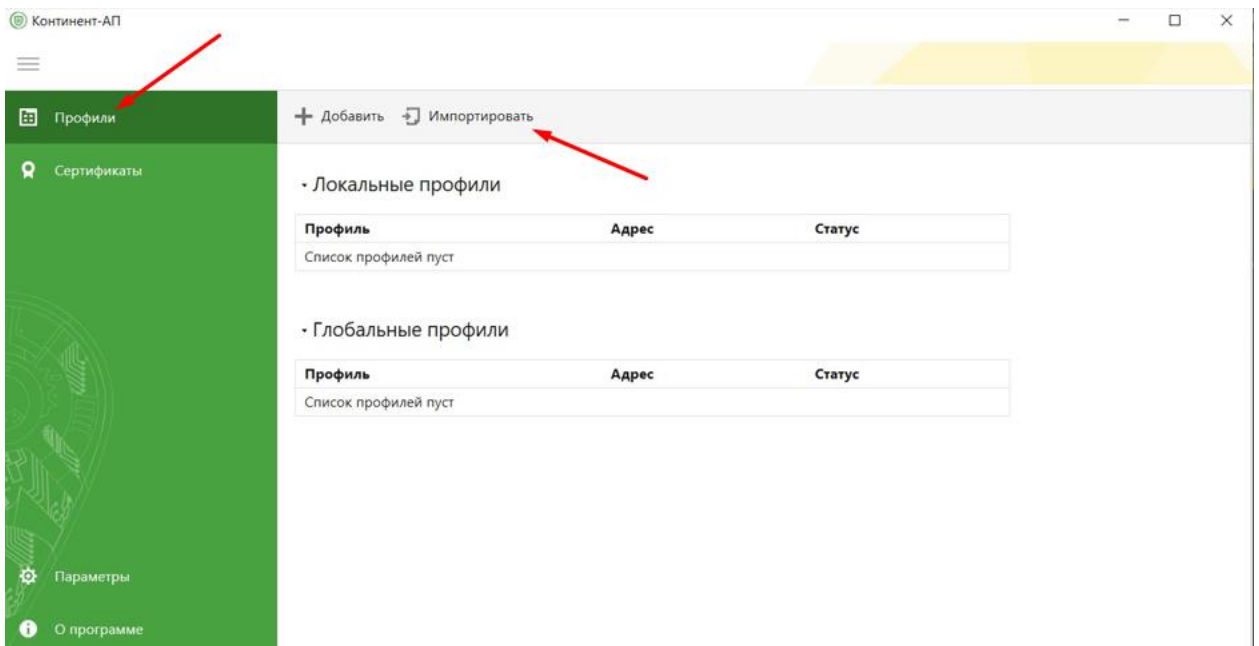 Континент-АП
Профили
Сертификаты
Параметры
О программе
Добавить Импортировать
Локальные профили
Профиль Адрес Статус
Список профилей пуст
Глобальные профили
Профиль Адрес Статус
Список профилей пуст